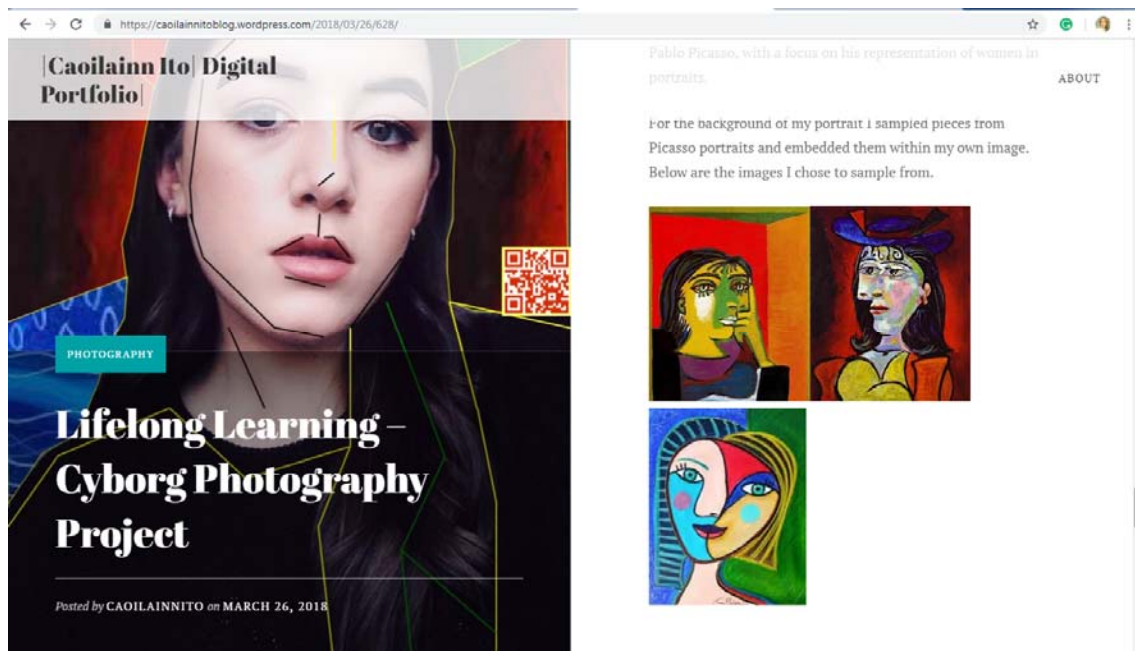 https://caoilainnitoblog.wordpress.com/2018/03/26/628/
|Caoilainn Ito| Digital
Portfolio|
PHOTOGRAPHY
Lifelong Learning –
Cyborg Photography
Project
Posted by CAOILAINNITO on MARCH 26, 2018
ABOUT
Pablo Picasso, with a focus on his representation of women in
portraits.
For the background of my portrait I sampled pieces from
Picasso portraits and embedded them within my own image.
Below are the images I chose to sample from.